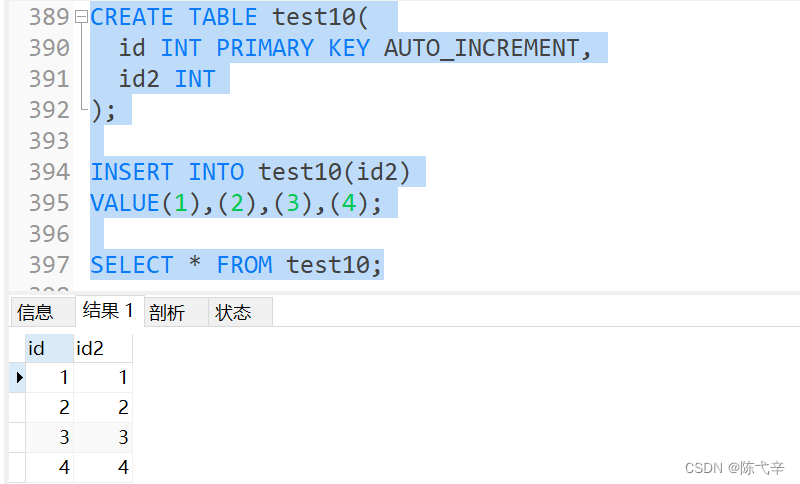 389 CREATE TABLE test10(
390 id INT PRIMARY KEY AUTO_INCREMENT,
391 id2 INT
392 );
393
394 INSERT INTO test10(id2)
395 VALUE(1),(2),(3),(4);
396
397 SELECT * FROM test10;
信息 结果 1 剖析 状态
id id2
1 1
2 2
3 3
4 4
CSDN @陈弋辛